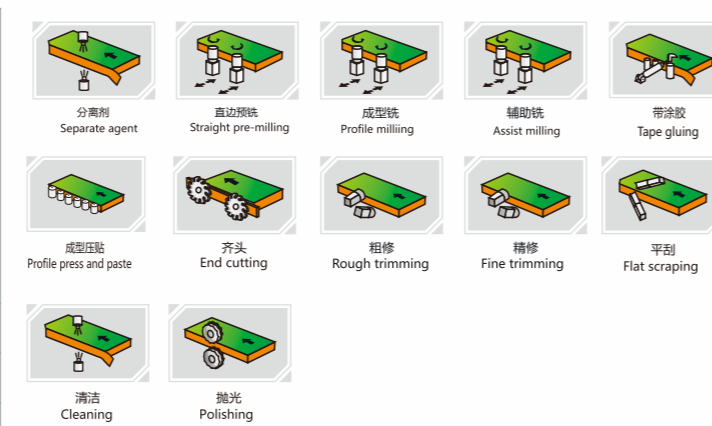 分离剂
Separate agent
直边预铣
Straight pre-milling
成型铣
Profile milliing
辅助铣
Assist milling
带涂胶
Tape gluing
成型压贴
Profile press and paste
齐头
End cutting
粗修
Rough trimming
精修
Fine trimming
平刮
Flat scraping
清洁
Cleaning
抛光
Polishing